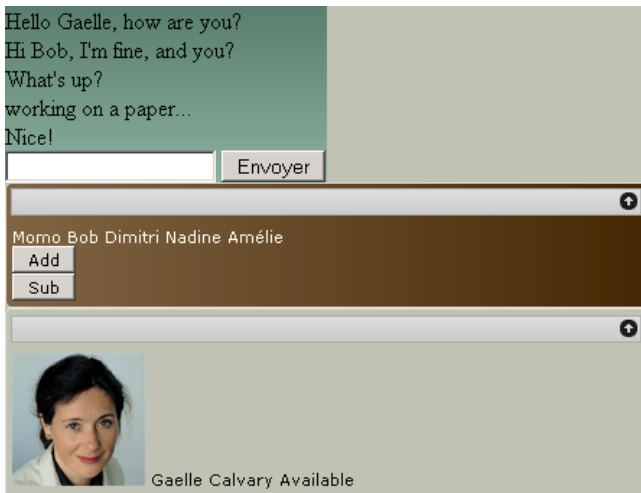 Hello Gaelle, how are you?
Hi Bob, I'm fine, and you?
What's up?
working on a paper...
Nice!
Envoyer
Momo Bob Dimitri Nadine Amélie
Add
Sub
Gaelle Calvary Available